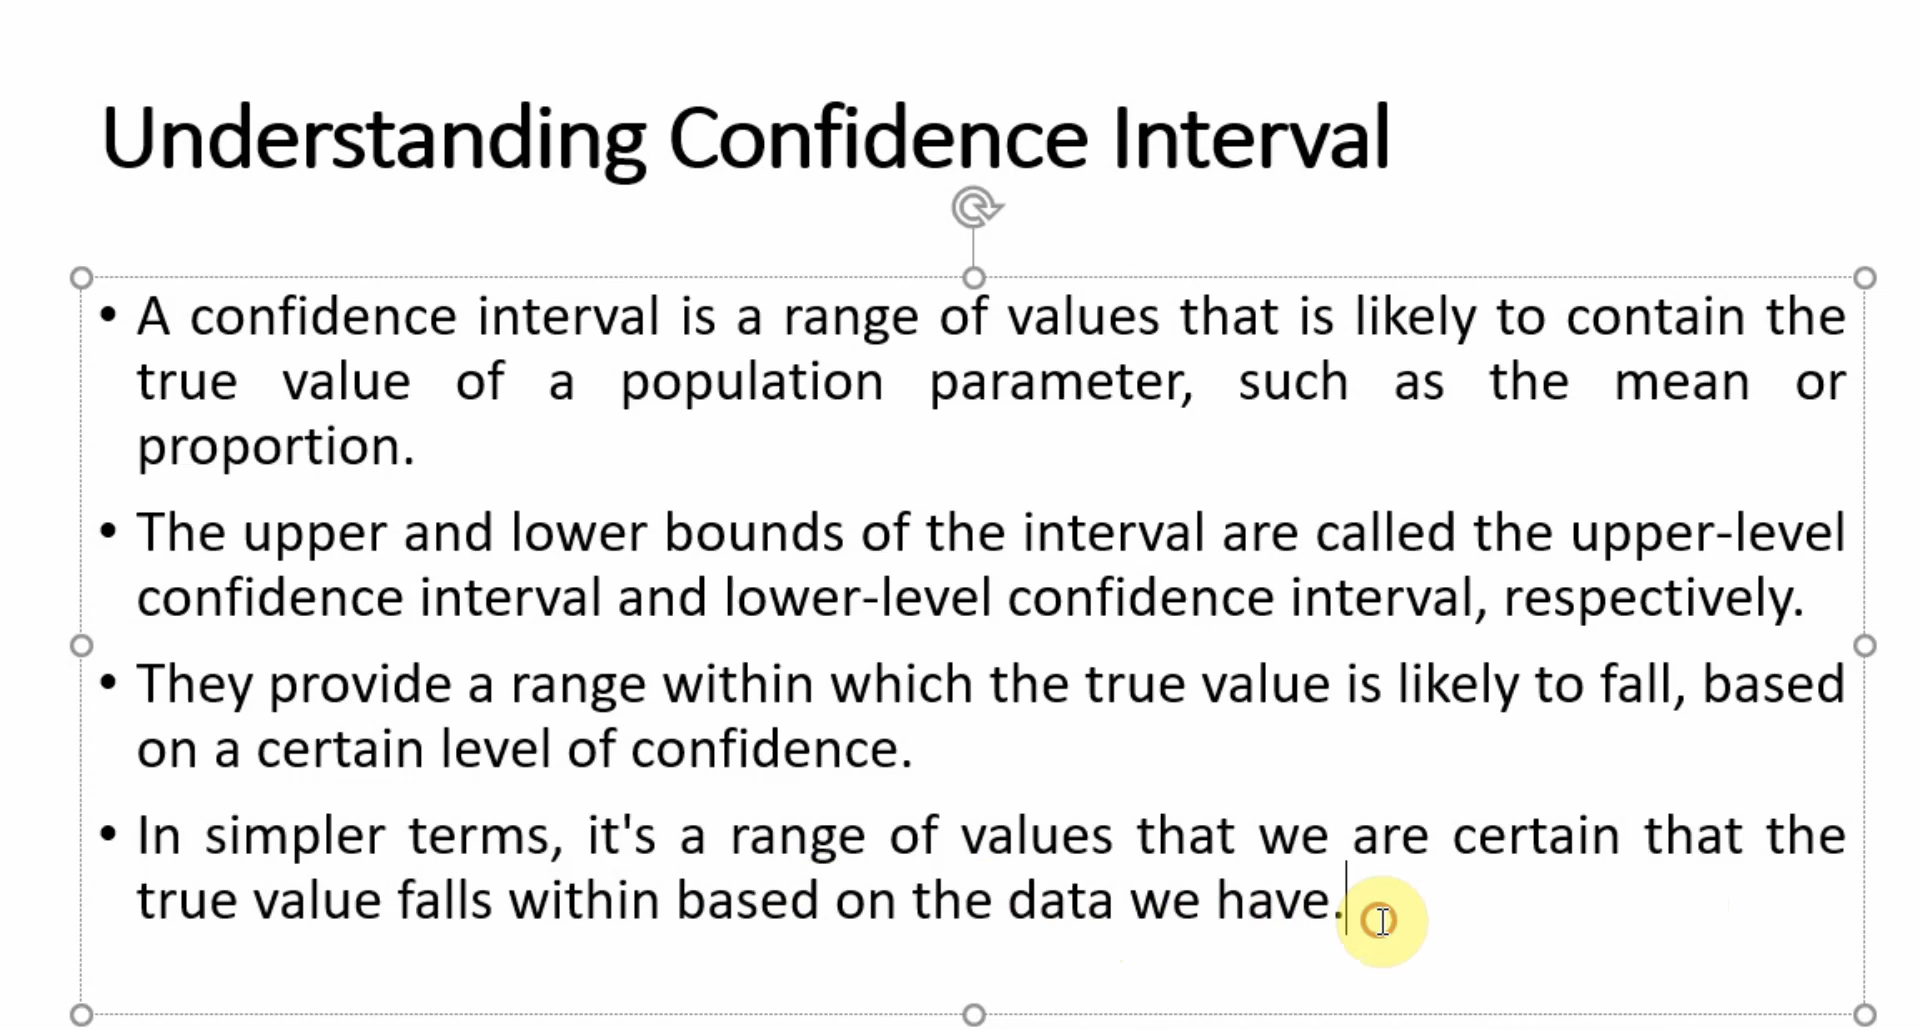 Understanding Confidence Interval
• A confidence interval is a range of values that is likely to contain the
true value of a population parameter, such as the mean or
proportion.
• The upper and lower bounds of the interval are called the upper-level
confidence interval and lower-level confidence interval, respectively.
• They provide a range within which the true value is likely to fall, based
on a certain level of confidence.
• In simpler terms, it's a range of values that we are certain that the
true value falls within based on the data we have.